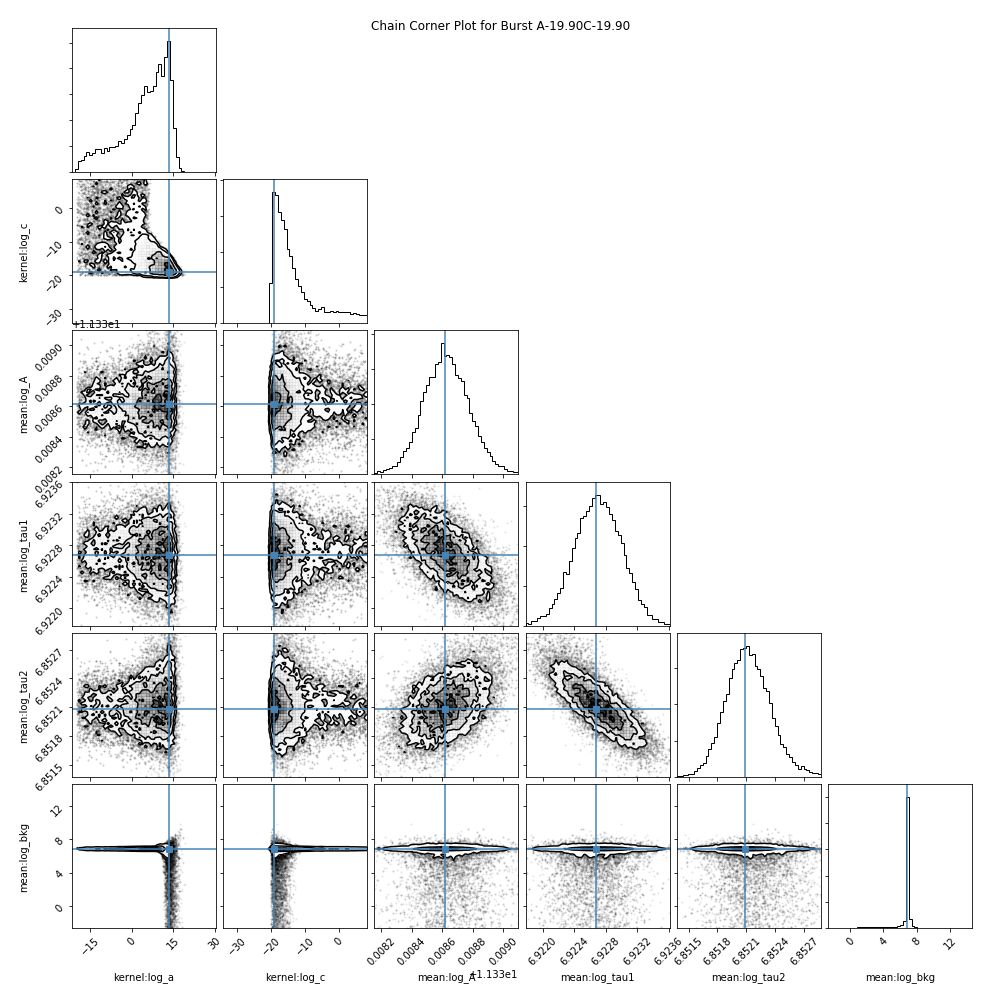 Chain Corner Plot for Burst A-19.90C-19.90
kernel:log_c
0
−10
−20
−30
+1.133e1
mean:log_A
0.0090
0.0088
0.0086
0.0084
0.0082
mean:log_tau1
6.9236
6.9232
6.9228
6.9224
6.9220
mean:log_tau2
6.8527
6.8524
6.8521
6.8518
6.8515
mean:log_bkg
12
8
4
0
−15 0 15 30 −30 −20 −10 0 0.0082 0.0084 0.0086 0.0088 0.0090 6.9220 6.9224 6.9228 6.9232 6.9236 6.8515 6.8518 6.8521 6.8524 6.8527 0 4 8 12
kernel:log_a kernel:log_c mean:log_A +1.133e1 mean:log_tau1 mean:log_tau2 mean:log_bkg